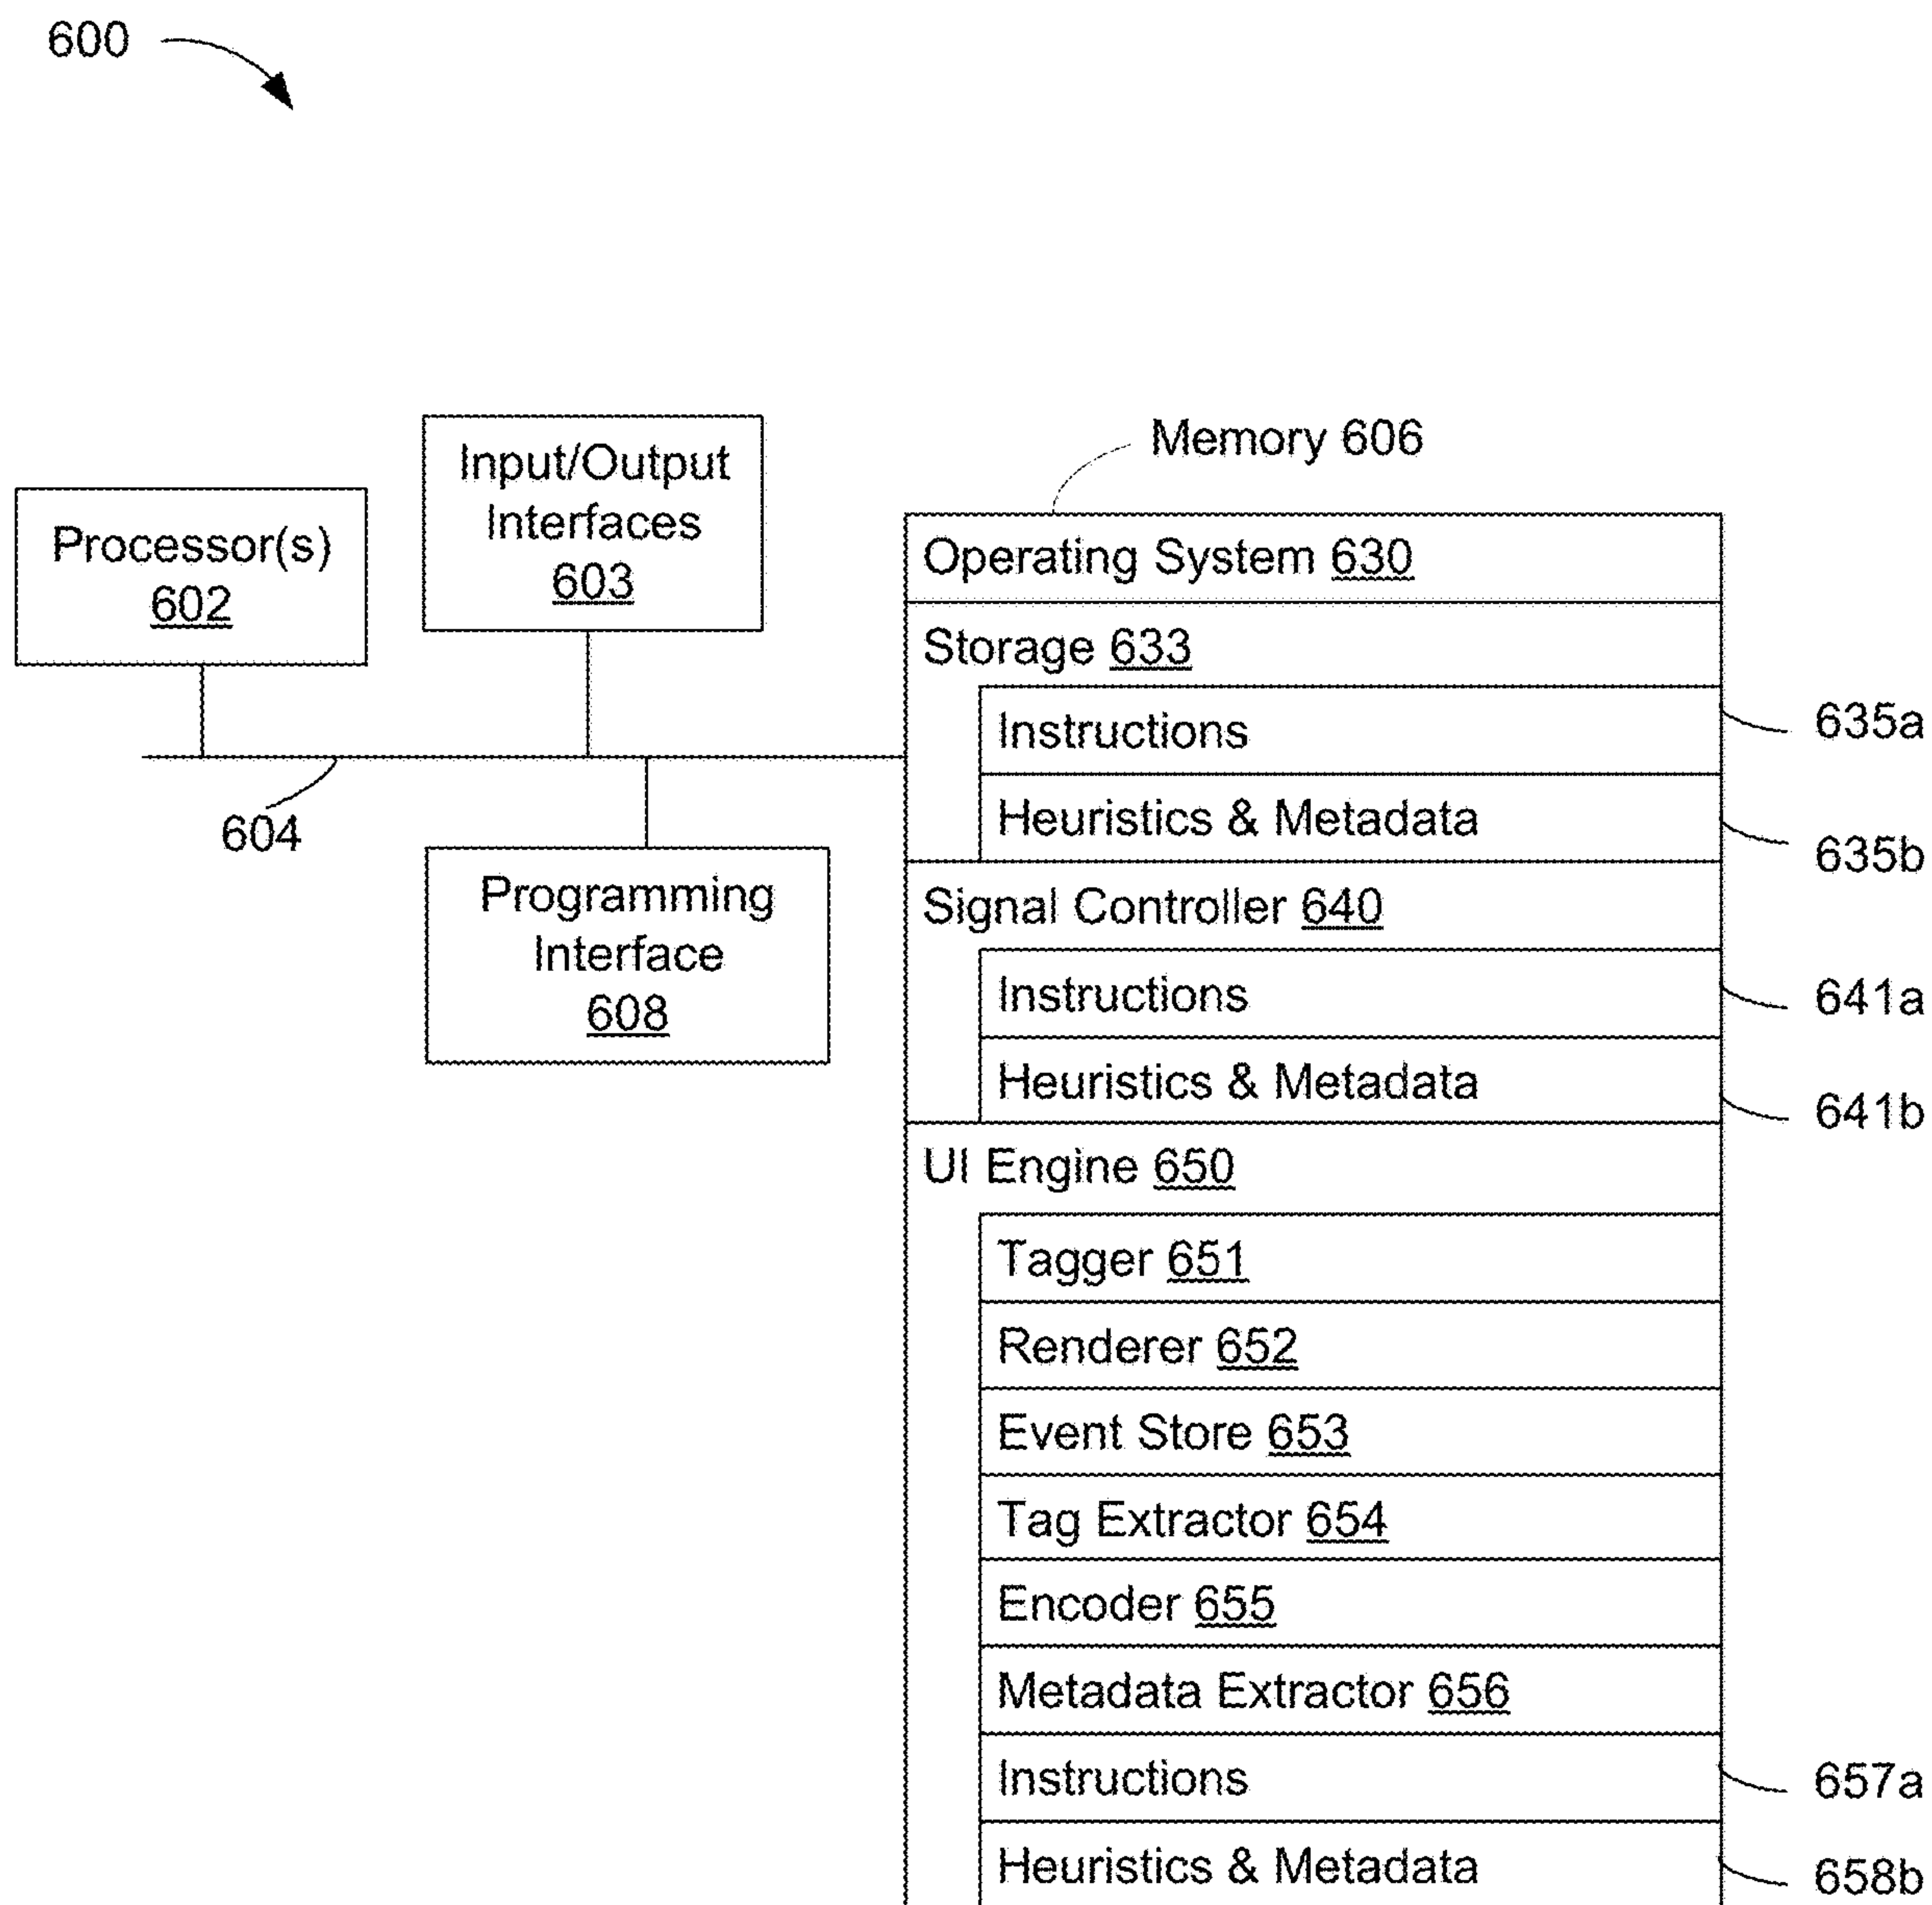 600
Processor(s)
602
Input/Output
Interfaces
603
604
Programming
Interface
608
Memory 606
Operating System 630
Storage 633
Instructions
635a
Heuristics & Metadata
635b
Signal Controller 640
Instructions
641a
Heuristics & Metadata
641b
UI Engine 650
Tagger 651
Renderer 652
Event Store 653
Tag Extractor 654
Encoder 655
Metadata Extractor 656
Instructions
657a
Heuristics & Metadata
658b